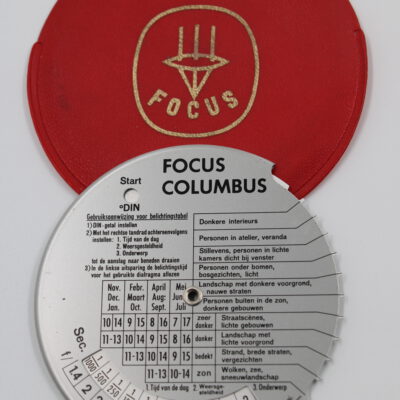 FOCUS
FOCUS
COLUMBUS
Start
°DIN
Gebruiksaanwijzing voor belichtingstabel
1) DIN-getal instellen
2) Met het rechter tandrad achtereenvolgens
instellen: 1. Tijd van de dag
2. Weersgesteldheid
3. Onderwerp
tot de aanslag naar beneden draaien
3) In de linkse uitsparing de belichtingstijd
voor het gebruikte diafragma aflezen
Donkere interieurs
Personen in atelier, veranda
Stillevens, personen in lichte
kamers dicht bij venster
Personen onder bomen,
bosgezichten, licht
Landschap met donkere voorgrond,
nauwe straten
Personen buiten in de zon,
donkere gebouwen
Straatscènes,
lichte gebouwen
Landschap met
lichte voorgrond
Strand, brede straten,
vergezichten
Wolken, zee,
sneeuwlandschap
Nov. Febr. April Mei
Dec. Maart Aug. Juni
Jan. Oct. Sept. Juli
10 14 9 15 8 16 7 17 zeer donker
11-13 10 14 9 15 8 16 donker
11-13 10 14 9 15 bedekt
11-13 10-14 zon
1. Tijd van de dag 2. Weersgesteldheid 3. Onderwerp
Sec. 1000 500 250
f/ 1.4 2